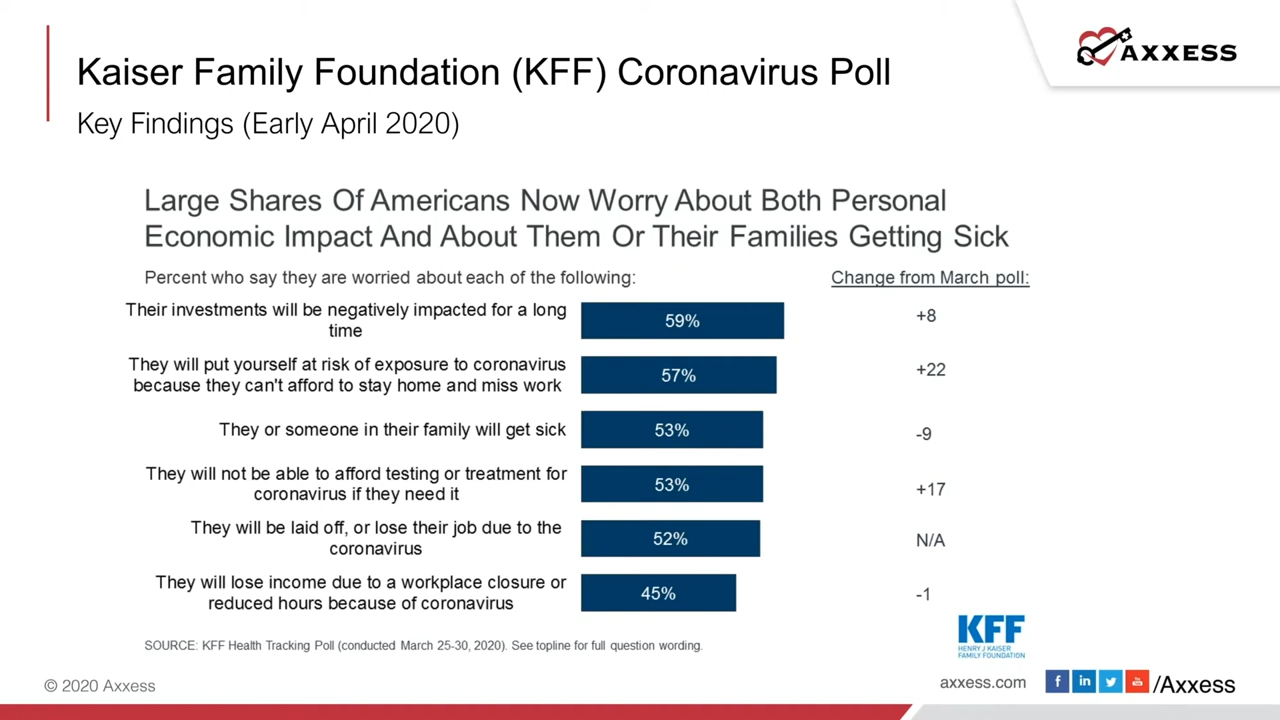 AXXESS
Kaiser Family Foundation (KFF) Coronavirus Poll
Key Findings (Early April 2020)
Large Shares Of Americans Now Worry About Both Personal
Economic Impact And About Them Or Their Families Getting Sick
Percent who say they are worried about each of the following:
Change from March poll:
Their investments will be negatively impacted for a long
time
59%
+8
They will put yourself at risk of exposure to coronavirus
because they can't afford to stay home and miss work
57%
+22
They or someone in their family will get sick
53%
-9
They will not be able to afford testing or treatment for
coronavirus if they need it
53%
+17
They will be laid off, or lose their job due to the
coronavirus
52%
N/A
They will lose income due to a workplace closure or
reduced hours because of coronavirus
45%
-1
SOURCE: KFF Health Tracking Poll (conducted March 25-30, 2020). See topline for full question wording.
KFF
HENRY J KAISER
FAMILY FOUNDATION
© 2020 Axxess
axxess.com
f in You Tube /Axxess